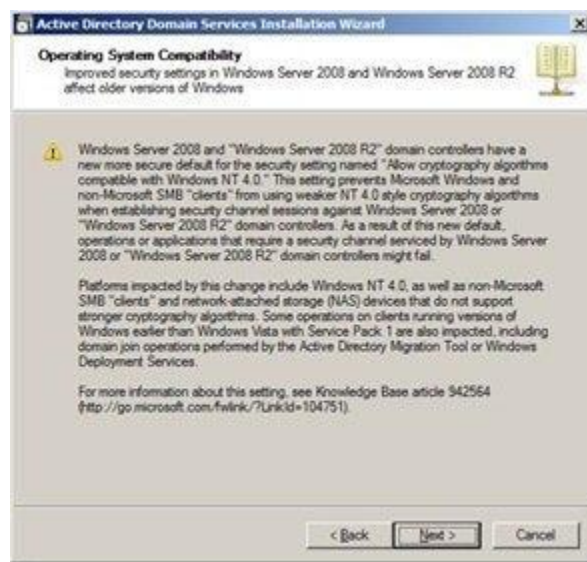 Active Directory Domain Services Installation Wizard
Operating System Compatibility
Improved security settings in Windows Server 2008 and Windows Server 2008 R2
affect older versions of Windows
Windows Server 2008 and "Windows Server 2008 R2" domain controllers have a
new more secure default for the security setting named "Allow cryptography algorithms
compatible with Windows NT 4.0." This setting prevents Microsoft Windows and
non-Microsoft SMB "clients" from using weaker NT 4.0 style cryptography algorithms
when establishing security channel sessions against Windows Server 2008 or
"Windows Server 2008 R2" domain controllers. As a result of this new default,
operations or applications that require a security channel serviced by Windows Server
2008 or "Windows Server 2008 R2" domain controllers might fail.
Platforms impacted by this change include Windows NT 4.0, as well as non-Microsoft
SMB "clients" and network-attached storage (NAS) devices that do not support
stronger cryptography algorithms. Some operations on clients running versions of
Windows earlier than Windows Vista with Service Pack 1 are also impacted, including
domain join operations performed by the Active Directory Migration Tool or Windows
Deployment Services.
For more information about this setting, see Knowledge Base article 942564
(http://go.microsoft.com/fwlink/?LinkId=104751).
< Back Next > Cancel